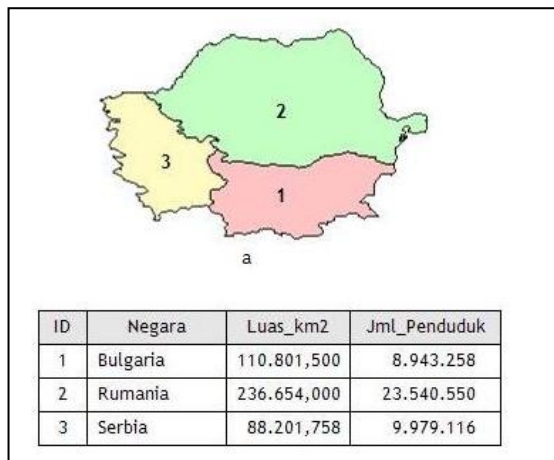 2
3
1
a
ID Negara Luas_km2 Jml_Penduduk
1 Bulgaria 110.801,500 8.943.258
2 Rumania 236.654,000 23.540.550
3 Serbia 88.201,758 9.979.116